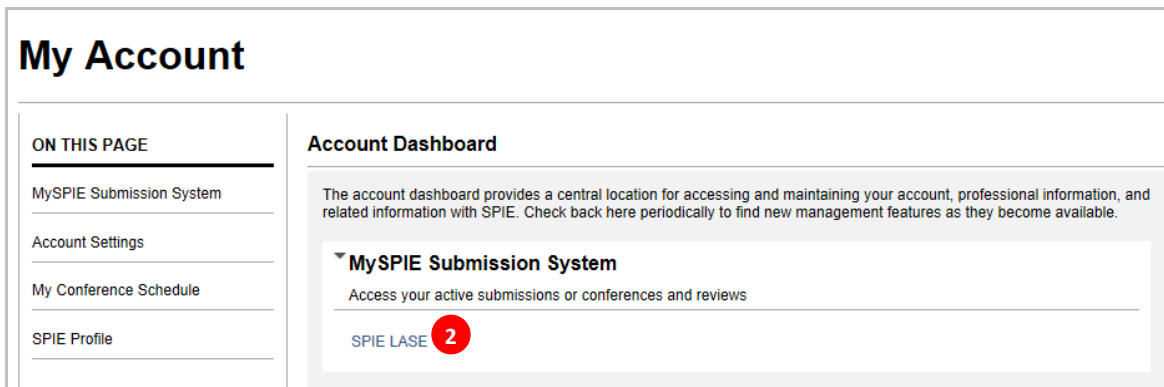 My Account
ON THIS PAGE
MySPIE Submission System
Account Settings
My Conference Schedule
SPIE Profile
Account Dashboard
The account dashboard provides a central location for accessing and maintaining your account, professional information, and
related information with SPIE. Check back here periodically to find new management features as they become available.
MySPIE Submission System
Access your active submissions or conferences and reviews
SPIE LASE 2